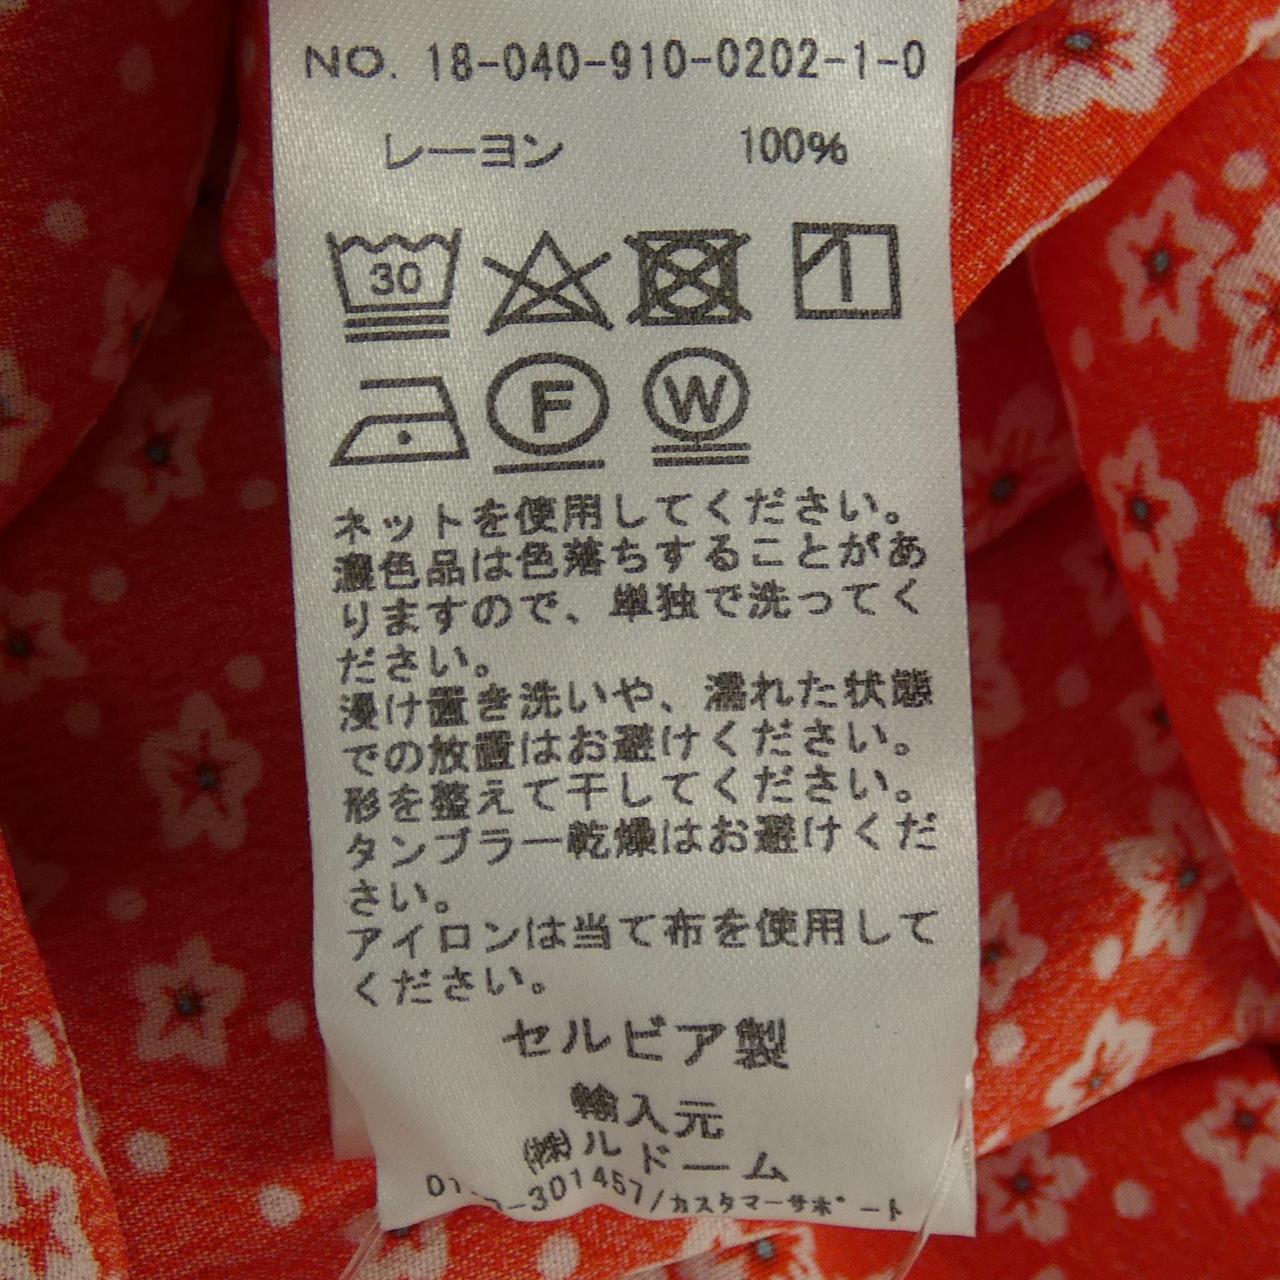 NO. 18-040-910-0202-1-0
レーヨン 100%
30
F W
ネットを使用してください。
濃色品は色落ちすることがあ
りますので、単独で洗ってく
ださい。
浸け置き洗いや、濡れた状態
での放置はお避けください。
形を整えて干してください。
タンブラー乾燥はお避けくだ
さい。
アイロンは当て布を使用して
ください。
セルビア製
輸入元
(株)ルドーム
-301457/カスタマーサポート